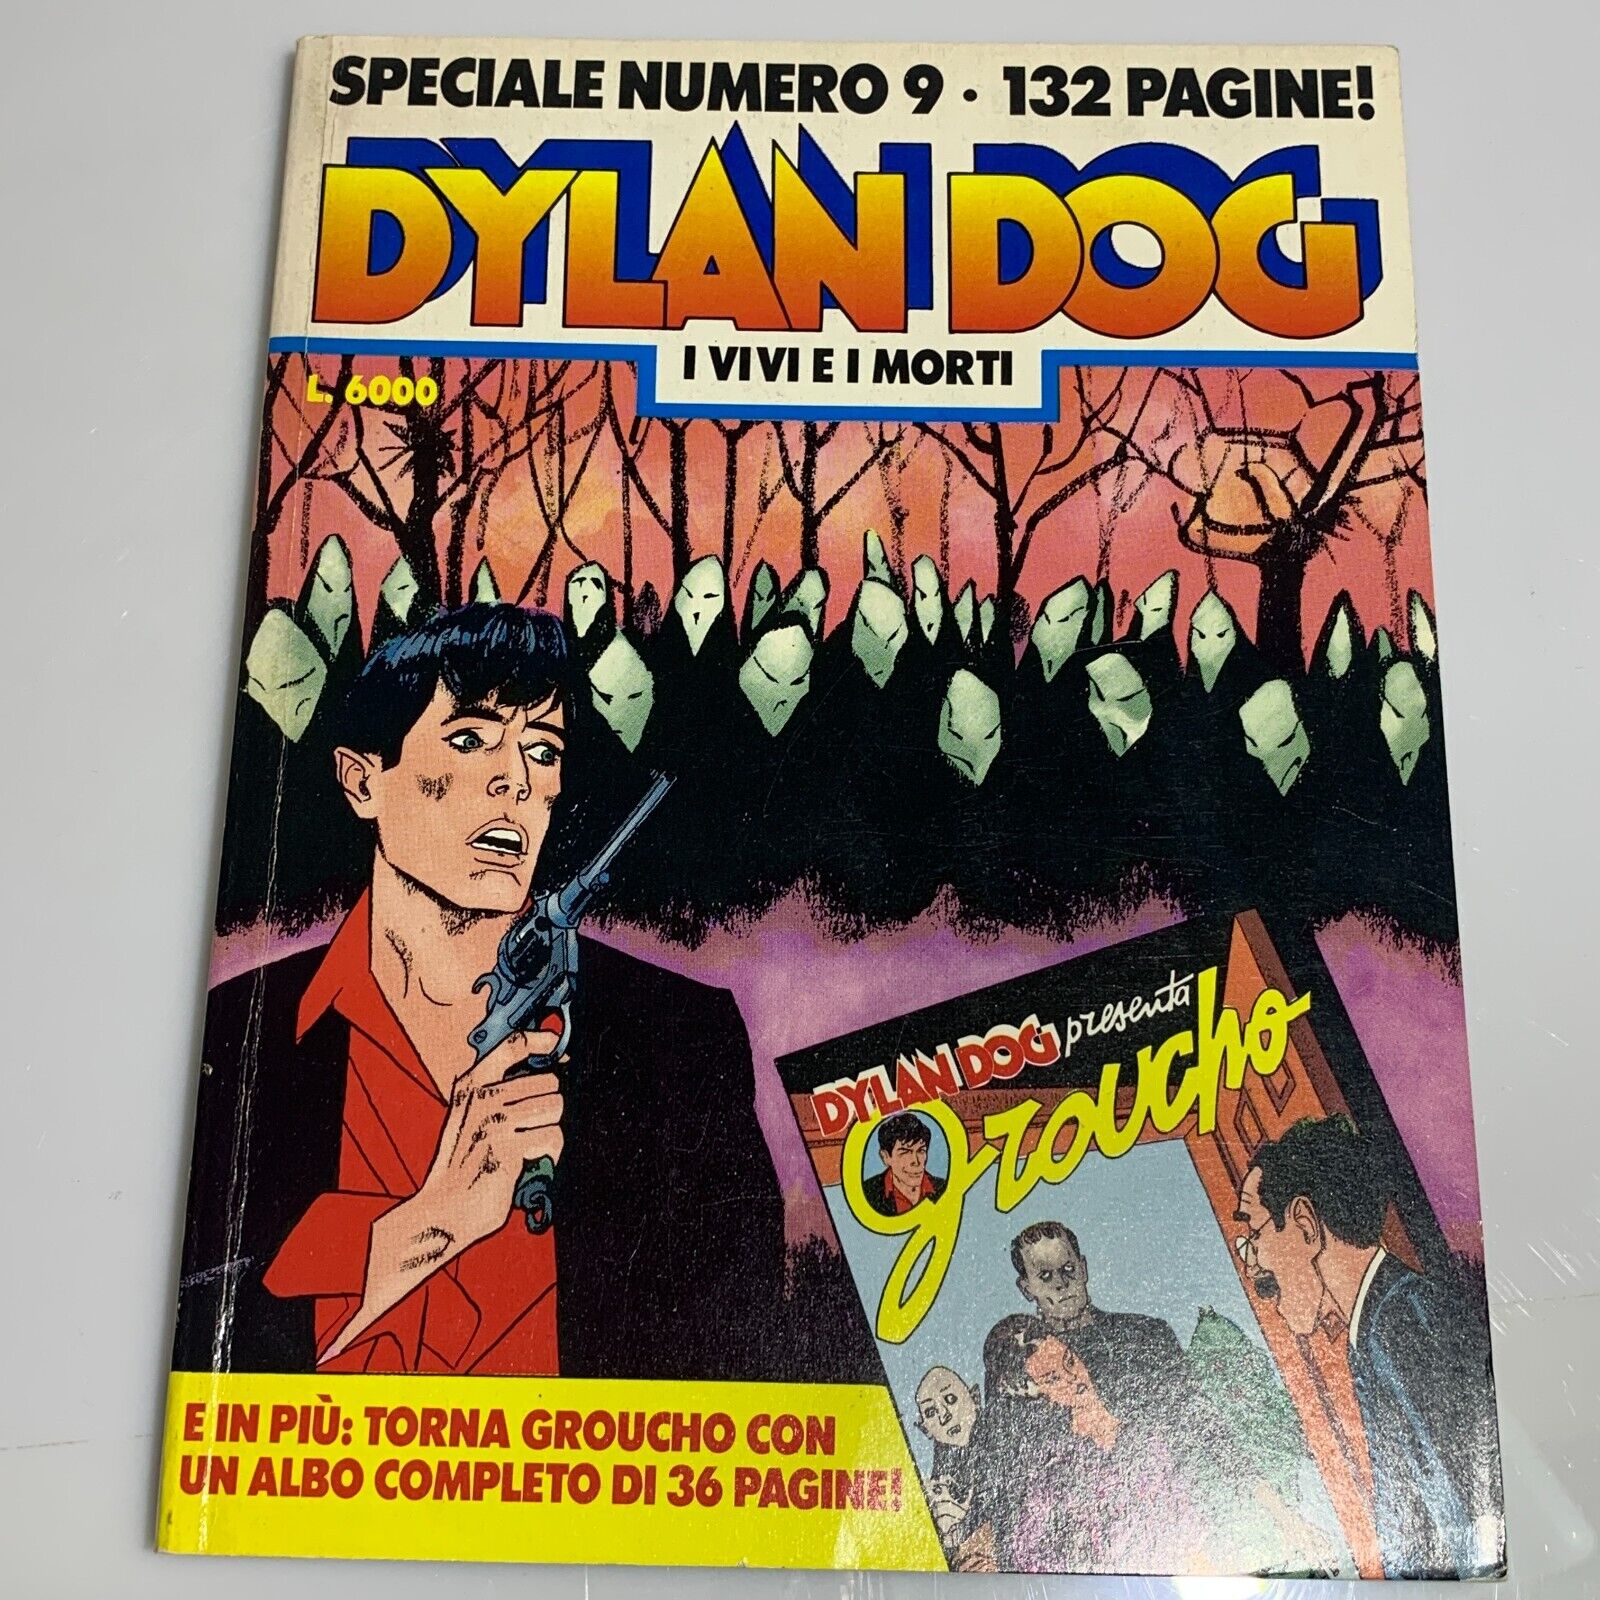 SPECIALE NUMERO 9 · 132 PAGINE!
DYLAN DOG
I VIVI E I MORTI
L. 6000
DYLAN DOG presenta
Groucho
E IN PIÙ: TORNA GROUCHO CON
UN ALBO COMPLETO DI 36 PAGINE!